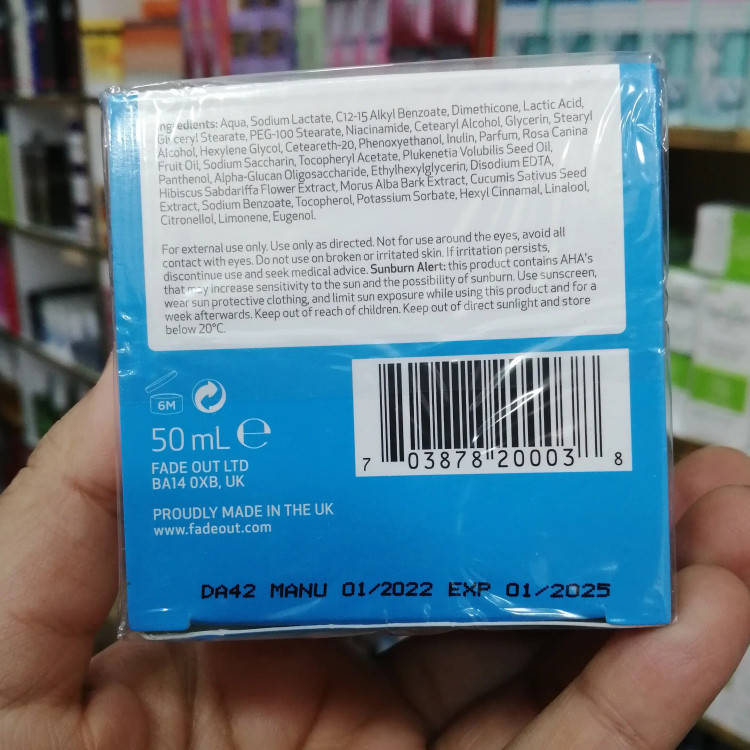 Ingredients: Aqua, Sodium Lactate, C12-15 Alkyl Benzoate, Dimethicone, Lactic Acid,
Glyceryl Stearate, PEG-100 Stearate, Niacinamide, Cetearyl Alcohol, Glycerin, Stearyl
Alcohol, Hexylene Glycol, Ceteareth-20, Phenoxyethanol, Inulin, Parfum, Rosa Canina
Fruit Oil, Sodium Saccharin, Tocopheryl Acetate, Plukenetia Volubilis Seed Oil,
Panthenol, Alpha-Glucan Oligosaccharide, Ethylhexylglycerin, Disodium EDTA,
Hibiscus Sabdariffa Flower Extract, Morus Alba Bark Extract, Cucumis Sativus Seed
Extract, Sodium Benzoate, Tocopherol, Potassium Sorbate, Hexyl Cinnamal, Linalool,
Citronellol, Limonene, Eugenol.
For external use only. Use only as directed. Not for use around the eyes, avoid all
contact with eyes. Do not use on broken or irritated skin. If irritation persists,
discontinue use and seek medical advice. Sunburn Alert: this product contains AHA's
that may increase sensitivity to the sun and the possibility of sunburn. Use sunscreen,
wear sun protective clothing, and limit sun exposure while using this product and for a
week afterwards. Keep out of reach of children. Keep out of direct sunlight and store
below 20°C.
6M
50 mL e
FADE OUT LTD
BA14 0XB, UK
PROUDLY MADE IN THE UK
www.fadeout.com
7 03878 20003 8
DA42 MANU 01/2022 EXP 01/2025